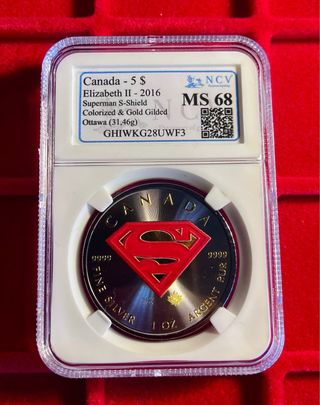 Canada - 5 $
Elizabeth II - 2016
Superman S-Shield
Colorized & Gold Gilded
Ottawa (31,46g)
GHIWKG28UWF3
NCV
MS 68
CANADA
9999 9999
FINE SILVER 1 OZ ARGENT PUR